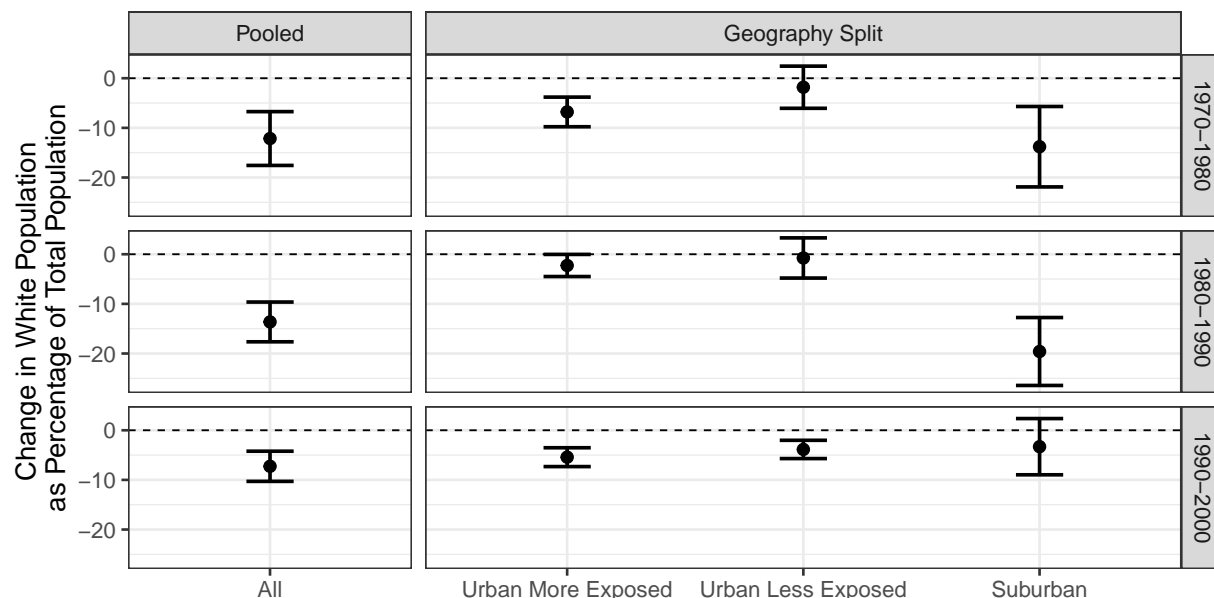 Pooled
Geography Split
Change in White Population
as Percentage of Total Population
0
−10
−20
1970−1980
0
−10
−20
1980−1990
0
−10
−20
1990−2000
All
Urban More Exposed
Urban Less Exposed
Suburban